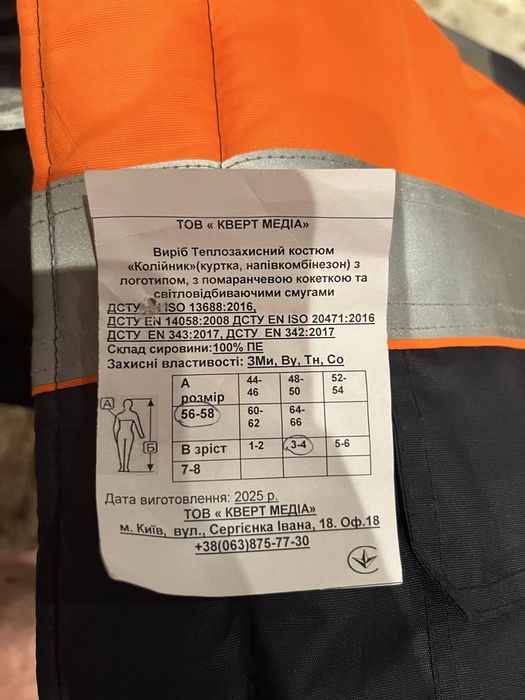 ТОВ « КВЕРТ МЕДІА»
Виріб Теплозахисний костюм
«Колійник»(куртка, напівкомбінезон) з
логотипом, з помаранчевою кокеткою та
світловідбиваючими смугами
ДСТУ ISO 13688:2016,
ДСТУ EN 14058:2008 ДСТУ EN ISO 20471:2016
ДСТУ EN 343:2017, ДСТУ EN 342:2017
Склад сировини:100% ПЕ
Захисні властивості: ЗМи, Ву, Тн, Со
А розмір 44-46 48-50 52-54
56-58 60-62 64-66
В зріст 1-2 3-4 5-6
7-8
А
Б
Дата виготовлення: 2025 р.
ТОВ « КВЕРТ МЕДІА»
м. Київ, вул., Сергієнка Івана, 18. Оф.18
+38(063)875-77-30